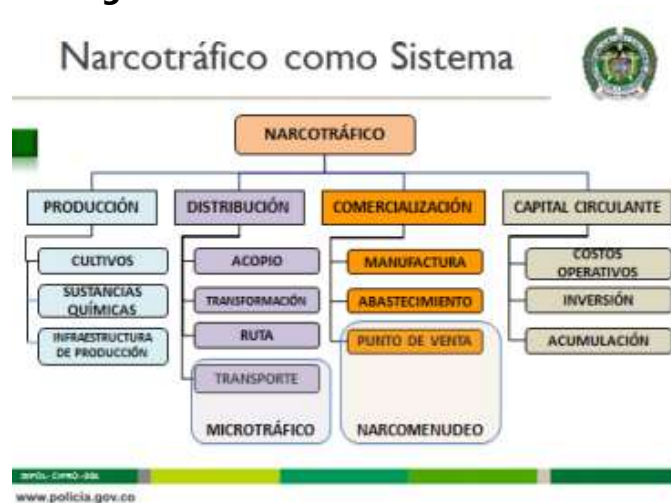 Narcotráfico como Sistema
NARCOTRÁFICO
PRODUCCIÓN
DISTRIBUCIÓN
COMERCIALIZACIÓN
CAPITAL CIRCULANTE
CULTIVOS
SUSTANCIAS
QUÍMICAS
INFRAESTRUCTURA
DE PRODUCCIÓN
ACOPIO
TRANSFORMACIÓN
RUTA
TRANSPORTE
MICROTRÁFICO
MANUFACTURA
ABASTECIMIENTO
PUNTO DE VENTA
NARCOMENUDEO
COSTOS
OPERATIVOS
INVERSIÓN
ACUMULACIÓN
www.policia.gov.co